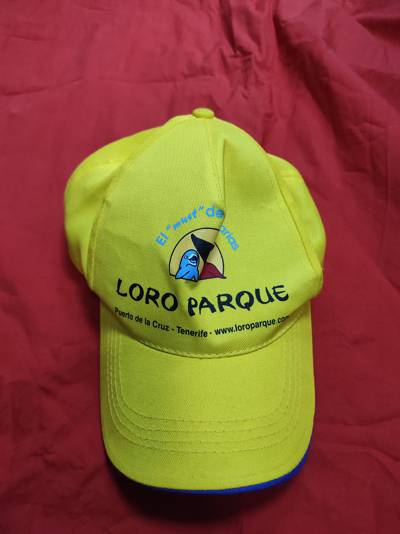 El "must" de
LORO PARQUE
Puerto de la Cruz - Tenerife - www.loroparque.com